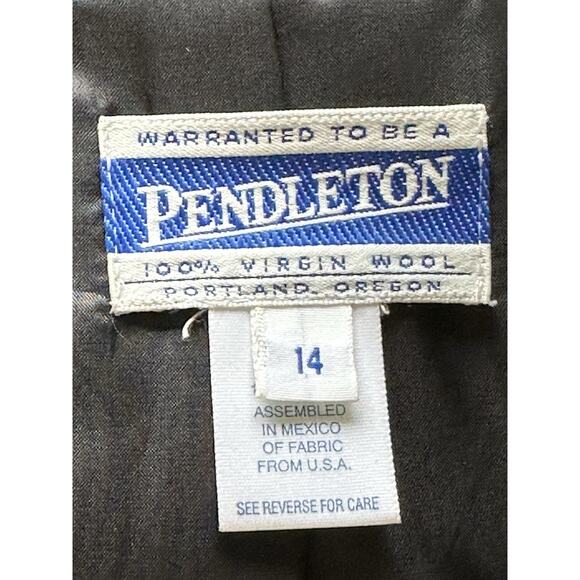 WARRANTED TO BE A
PENDLETON
100% VIRGIN WOOL
PORTLAND, OREGON
14
ASSEMBLED
IN MEXICO
OF FABRIC
FROM U.S.A.
SEE REVERSE FOR CARE